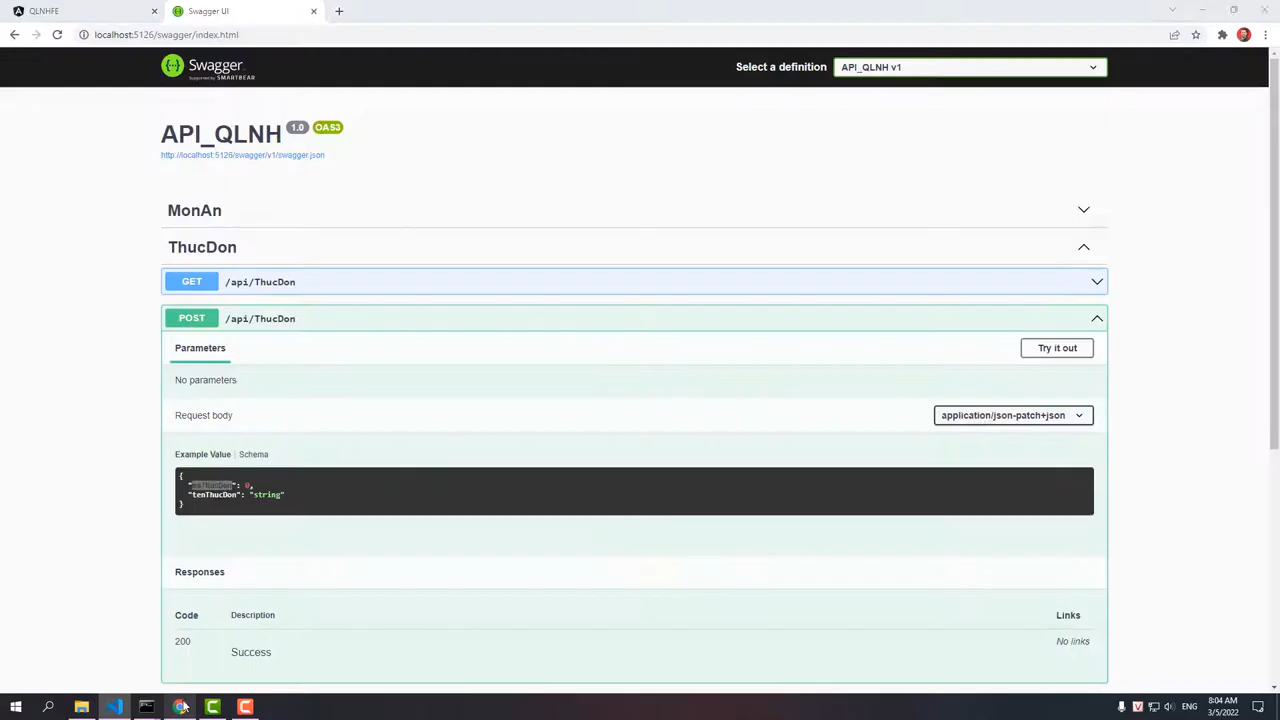 QLNHFE
Swagger UI
localhost:5126/swagger/index.html
Swagger
Supported by SMARTBEAR
Select a definition
API_QLNH v1
API_QLNH 1.0 OAS3
http://localhost:5126/swagger/v1/swagger.json
MonAn
ThucDon
GET /api/ThucDon
POST /api/ThucDon
Parameters
Try it out
No parameters
Request body
application/json-patch+json
Example Value | Schema
{
"maThucDon": 0,
"tenThucDon": "string"
}
Responses
Code Description Links
200 Success No links
ENG
8:04 AM
3/5/2022